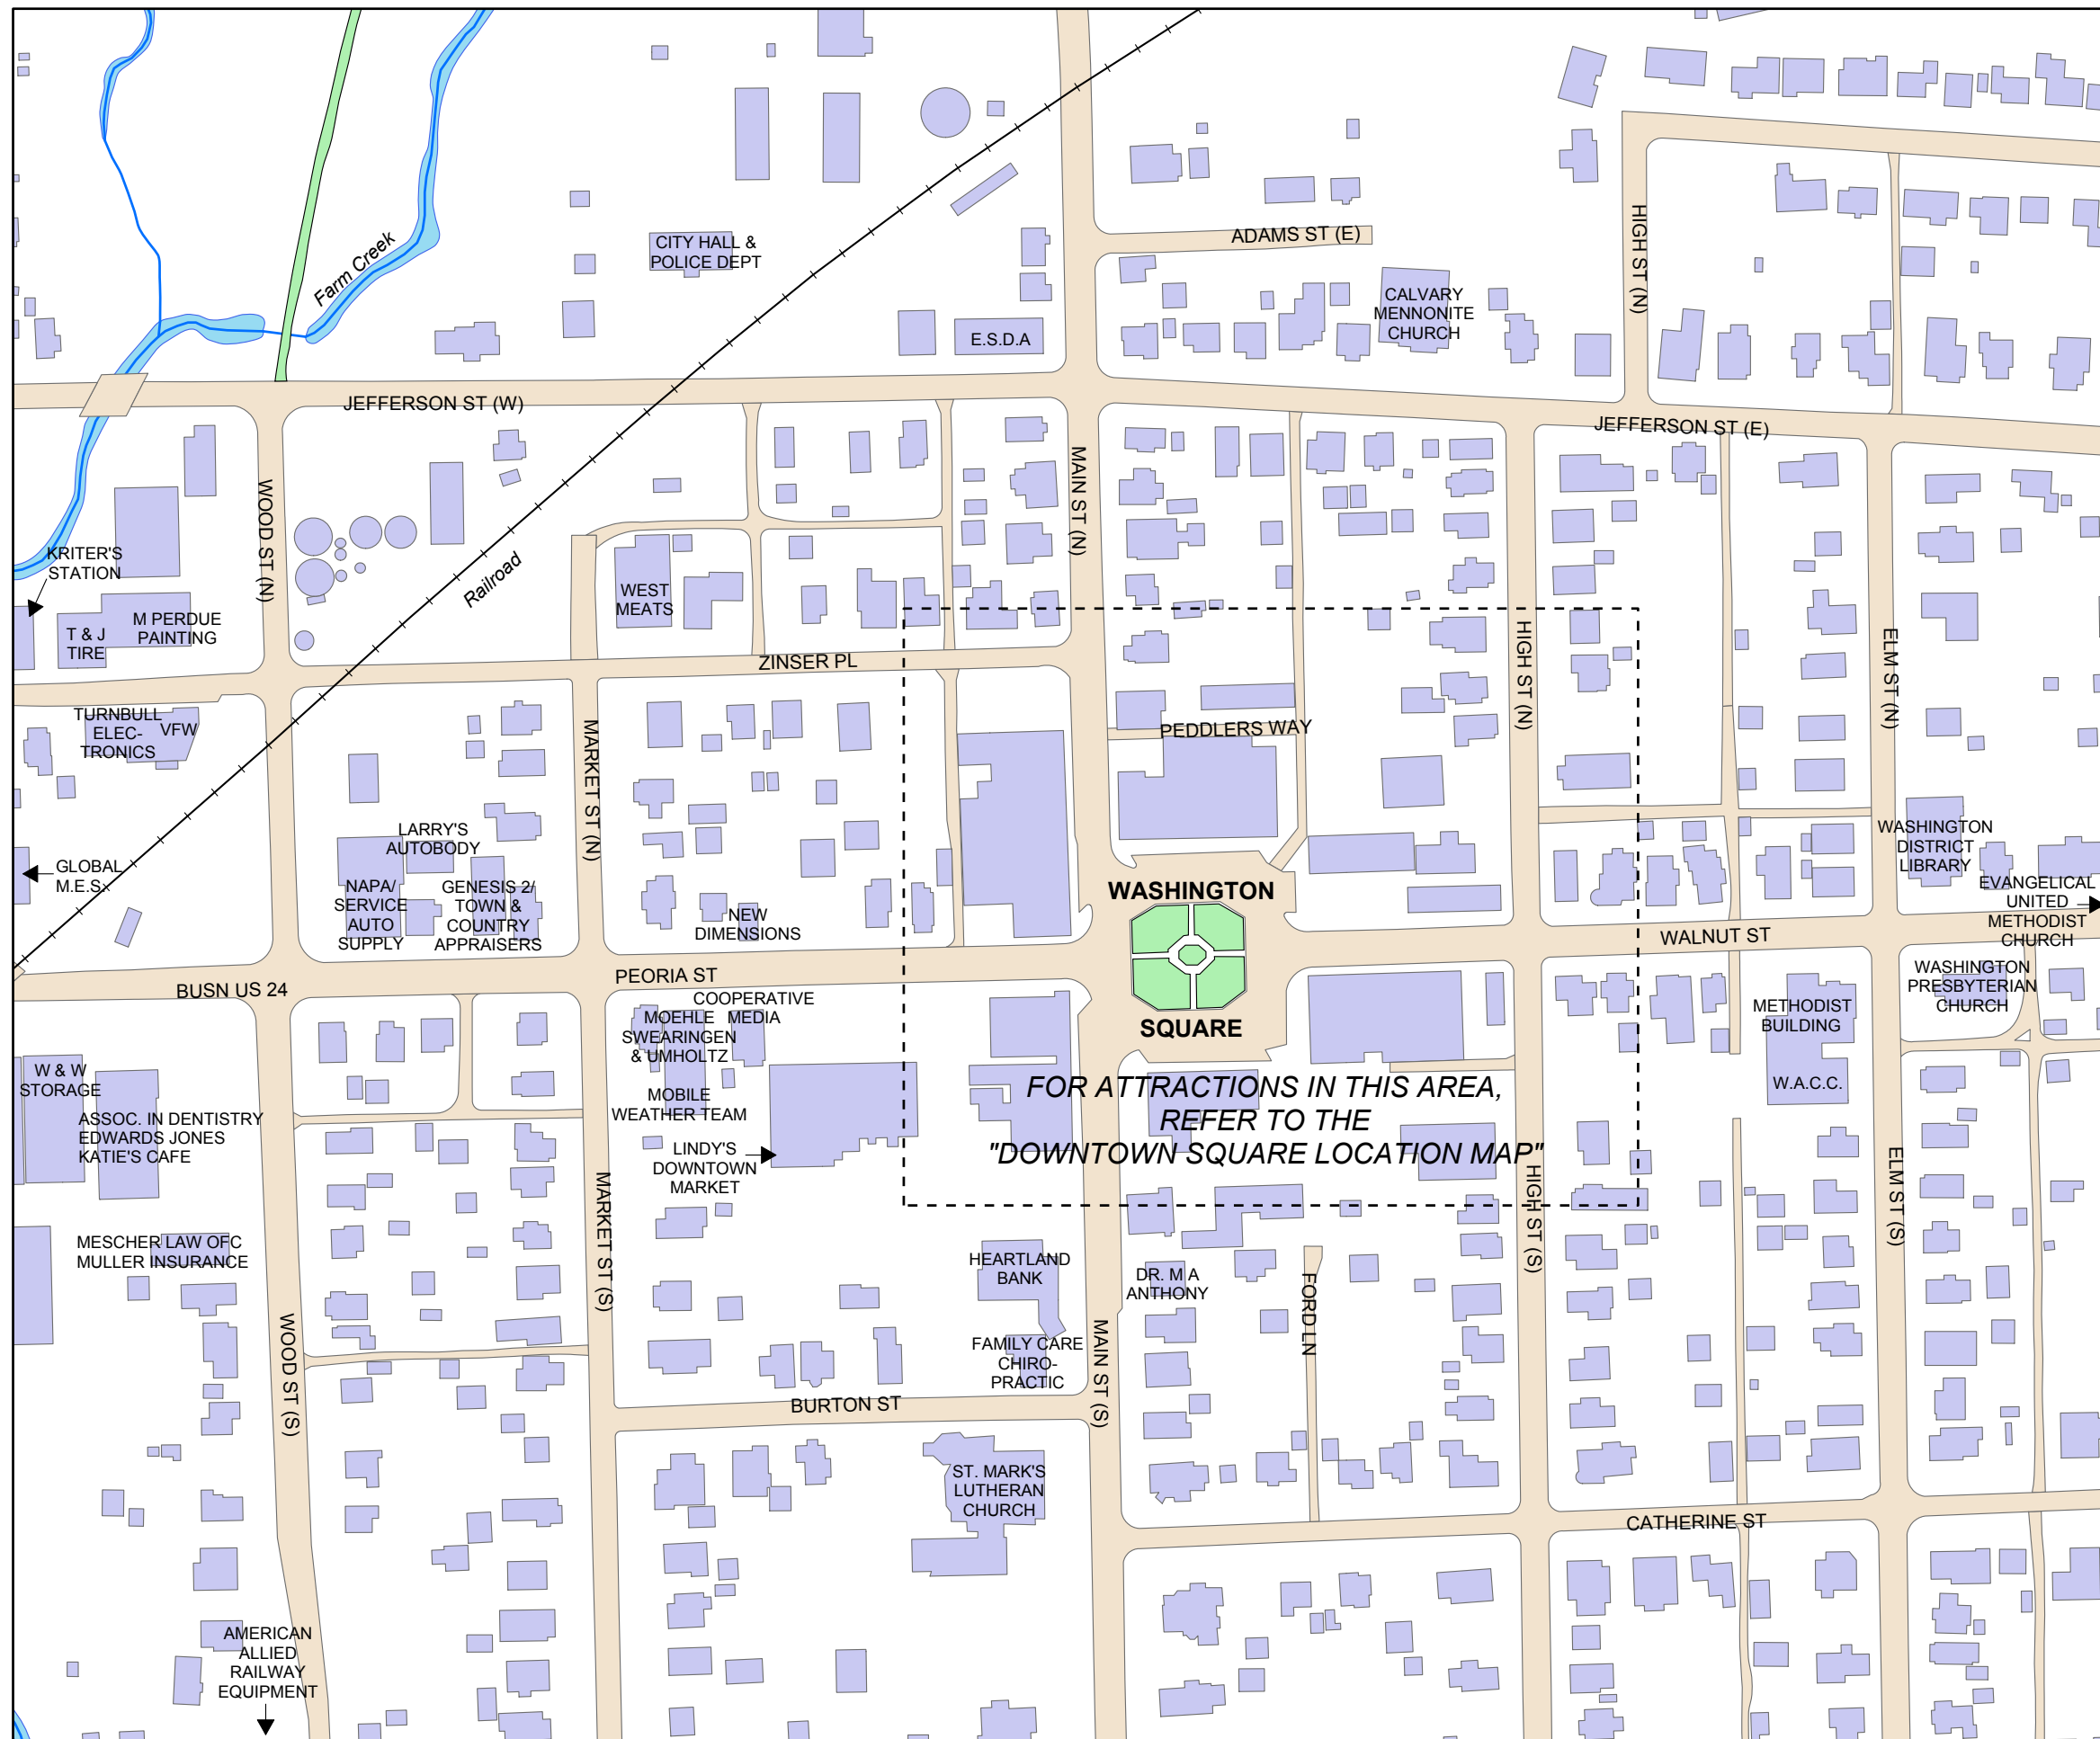 Farm Creek
CITY HALL &
POLICE DEPT
ADAMS ST (E)
HIGH ST (N)
CALVARY
MENNONITE
CHURCH
E.S.D.A
JEFFERSON ST (W)
JEFFERSON ST (E)
WOOD ST (N)
MAIN ST (N)
KRITER'S
STATION
Railroad
WEST
MEATS
T & J
TIRE
M PERDUE
PAINTING
ZINSER PL
HIGH ST (N)
ELM ST (N)
TURNBULL
ELEC-
TRONICS
VFW
MARKET ST (N)
PEDDLERS WAY
LARRY'S
AUTOBODY
GLOBAL
M.E.S.
NAPA/
SERVICE
AUTO
SUPPLY
GENESIS 2/
TOWN &
COUNTRY
APPRAISERS
NEW
DIMENSIONS
WASHINGTON
SQUARE
WASHINGTON
DISTRICT
LIBRARY
EVANGELICAL
UNITED
METHODIST
CHURCH
WALNUT ST
PEORIA ST
BUSN US 24
COOPERATIVE
MEDIA
MOEHLE
SWEARINGEN
& UMHOLTZ
MOBILE
WEATHER TEAM
LINDY'S
DOWNTOWN
MARKET
WASHINGTON
PRESBYTERIAN
CHURCH
METHODIST
BUILDING
W.A.C.C.
FOR ATTRACTIONS IN THIS AREA,
REFER TO THE
"DOWNTOWN SQUARE LOCATION MAP"
W & W
STORAGE
ASSOC. IN DENTISTRY
EDWARDS JONES
KATIE'S CAFE
MESCHER LAW OFC
MULLER INSURANCE
MARKET ST (S)
HIGH ST (S)
ELM ST (S)
HEARTLAND
BANK
DR. M A
ANTHONY
FORD LN
WOOD ST (S)
FAMILY CARE
CHIRO-
PRACTIC
MAIN ST (S)
BURTON ST
ST. MARK'S
LUTHERAN
CHURCH
CATHERINE ST
AMERICAN
ALLIED
RAILWAY
EQUIPMENT